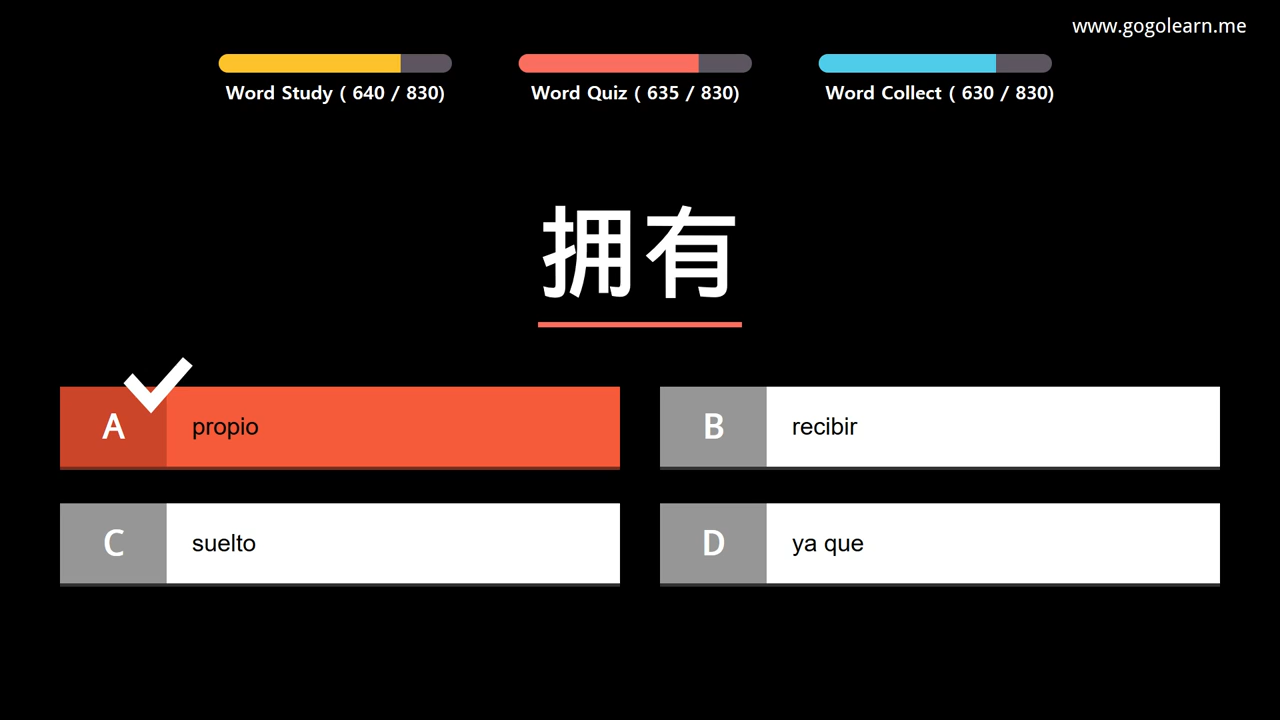 www.gogolearn.me
Word Study ( 640 / 830)
Word Quiz ( 635 / 830)
Word Collect ( 630 / 830)
拥有
A propio
B recibir
C suelto
D ya que